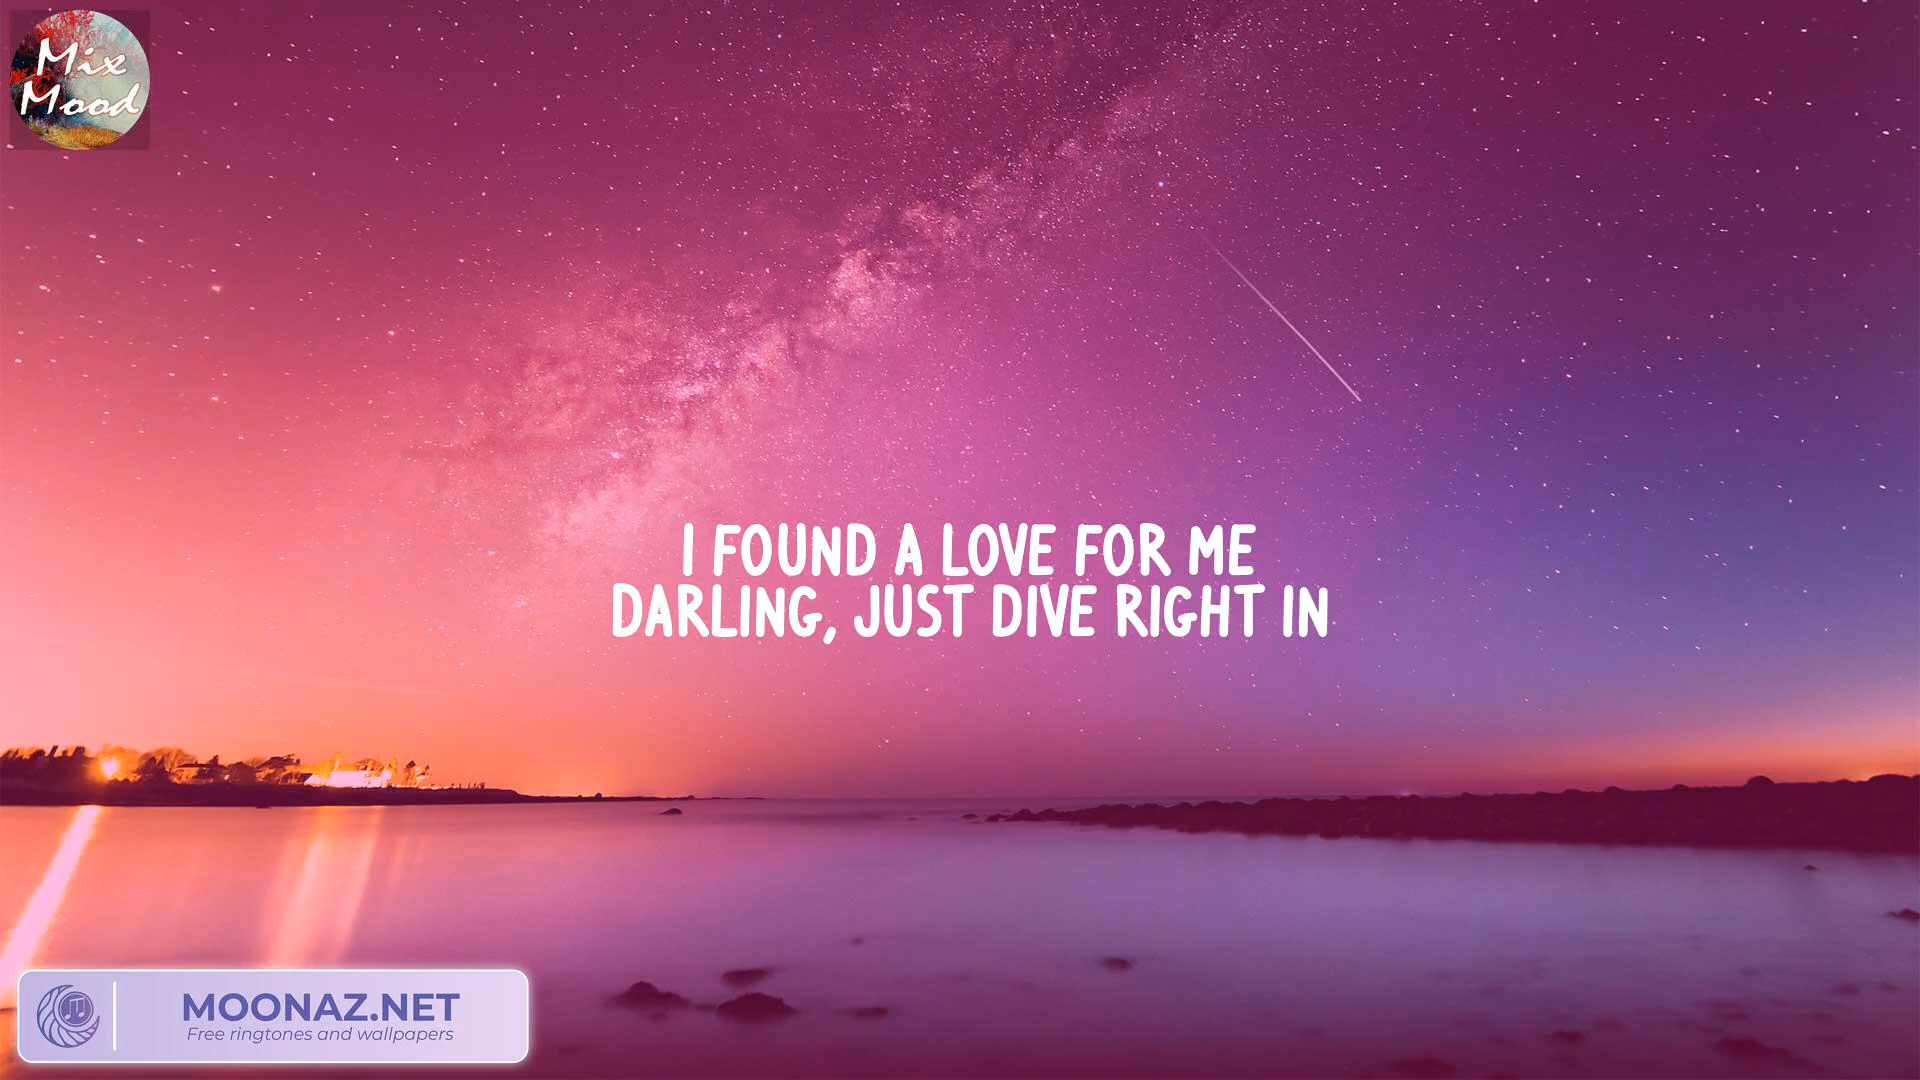 Mix
Mood
I FOUND A LOVE FOR ME
DARLING, JUST DIVE RIGHT IN
MOONAZ.NET
Free ringtones and wallpapers